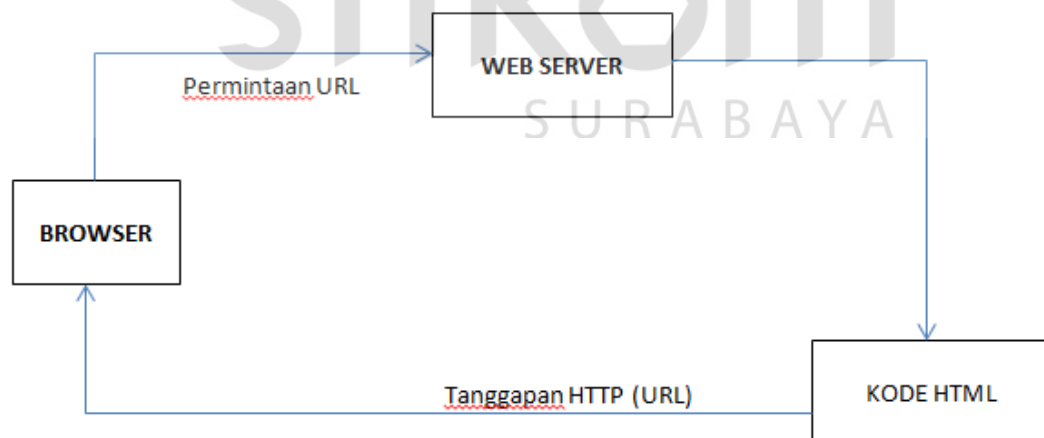 WEB SERVER
Permintaan URL
SURABAYA
BROWSER
Tanggapan HTTP (URL)
KODE HTML